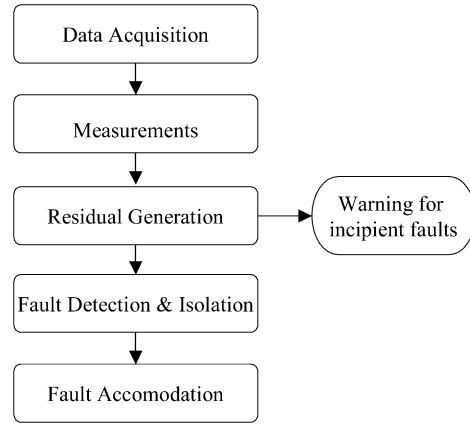 Data Acquisition
Measurements
Residual Generation
Warning for
incipient faults
Fault Detection & Isolation
Fault Accomodation